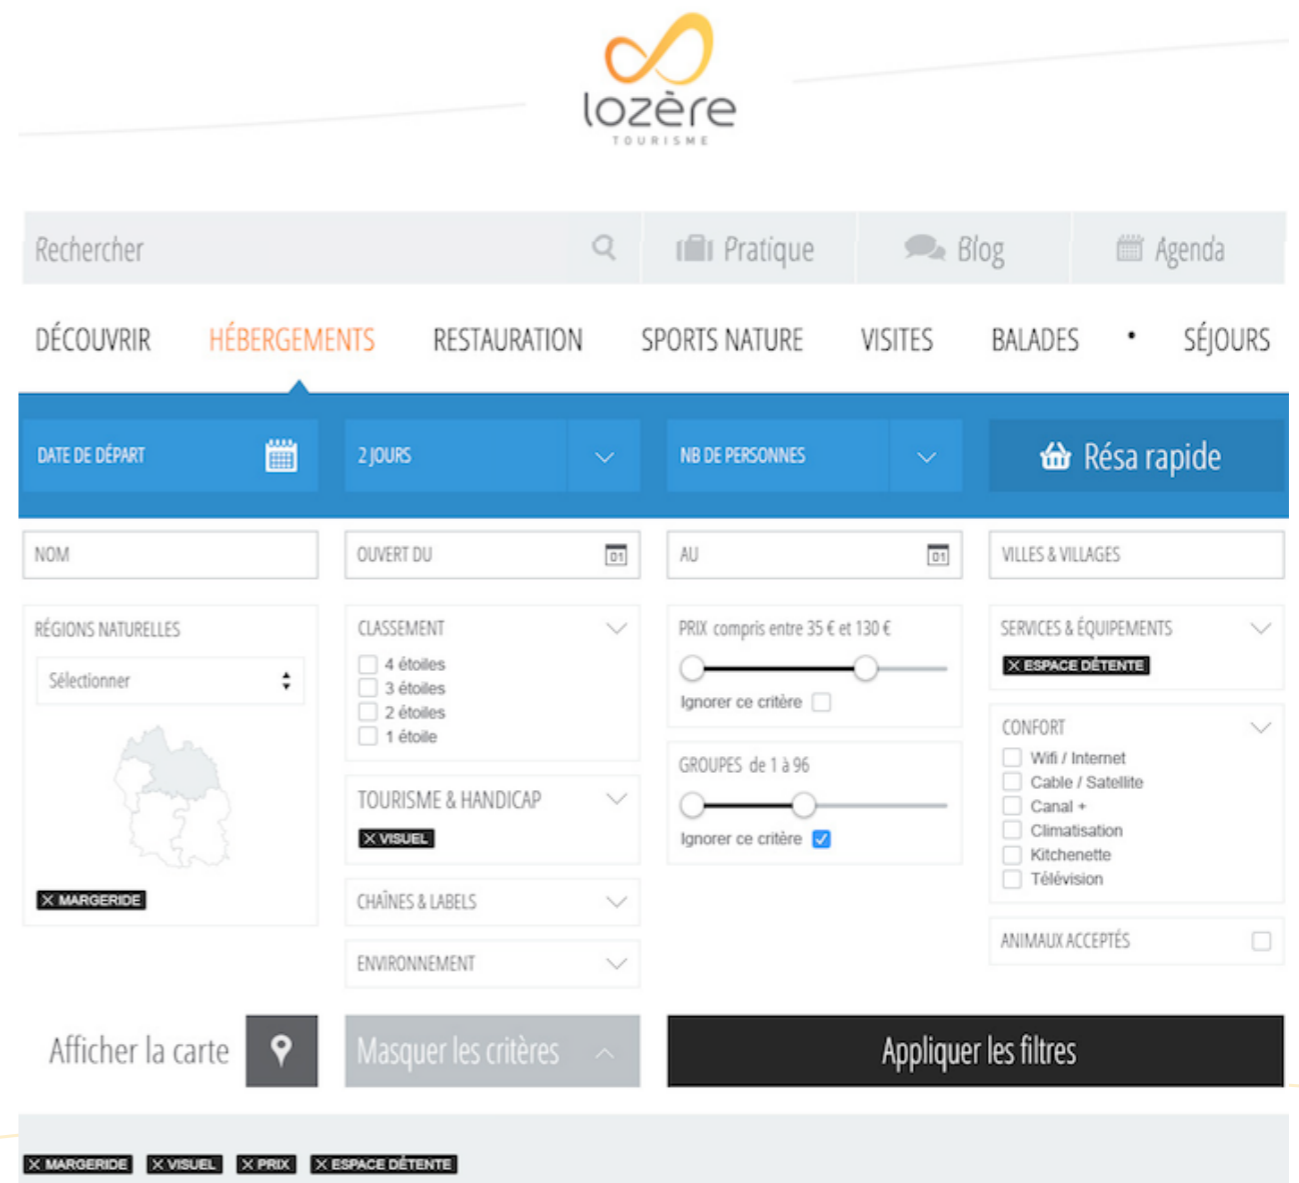 lozère
TOURISME
Rechercher
Pratique
Blog
Agenda
DÉCOUVRIR HÉBERGEMENTS RESTAURATION SPORTS NATURE VISITES BALADES • SÉJOURS
DATE DE DÉPART
2 JOURS
NB DE PERSONNES
Résa rapide
NOM
OUVERT DU
01
AU
01
VILLES & VILLAGES
RÉGIONS NATURELLES
Sélectionner
X MARGERIDE
CLASSEMENT
4 étoiles
3 étoiles
2 étoiles
1 étoile
TOURISME & HANDICAP
X VISUEL
CHAÎNES & LABELS
ENVIRONNEMENT
PRIX compris entre 35 € et 130 €
Ignorer ce critère
GROUPES de 1 à 96
Ignorer ce critère
SERVICES & ÉQUIPEMENTS
X ESPACE DÉTENTE
CONFORT
Wifi / Internet
Cable / Satellite
Canal +
Climatisation
Kitchenette
Télévision
ANIMAUX ACCEPTÉS
Afficher la carte
Masquer les critères
Appliquer les filtres
X MARGERIDE X VISUEL X PRIX X ESPACE DÉTENTE